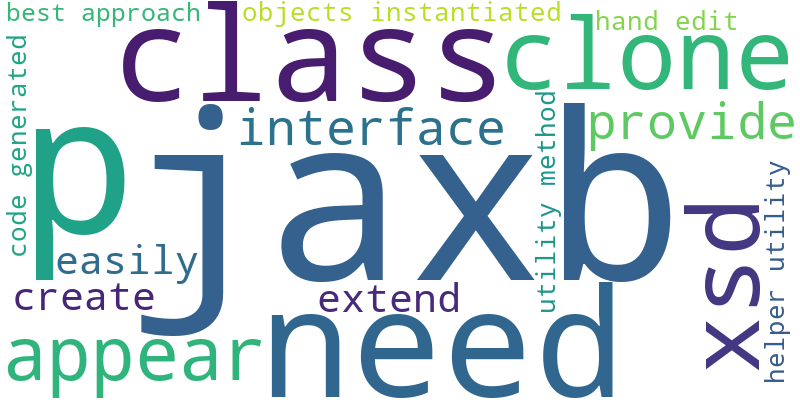 best approach
objects instantiated
hand edit
class
clone
code generated
p
interface
provide
jaxb
utility method
xsd
helper utility
easily
create
extend
need
appear